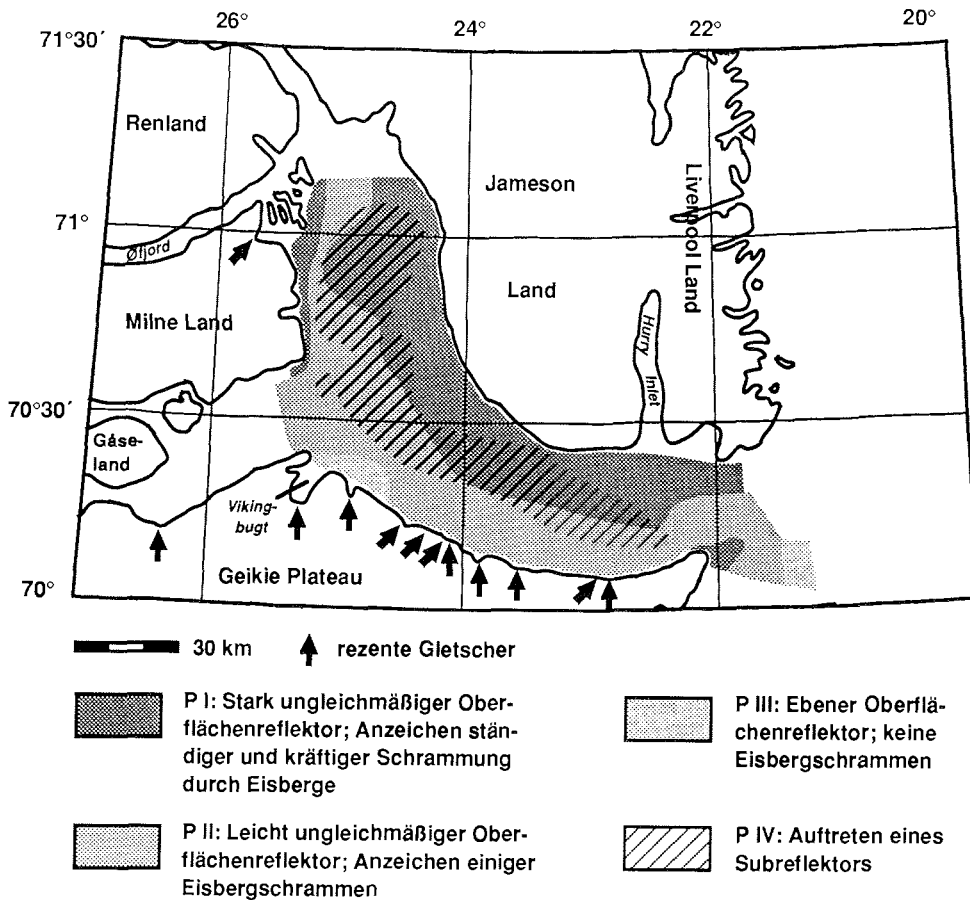 26°
24°
22°
20°
71°30´
Renland
Jameson
Liverpool Land
71°
Øfjord
Land
Milne Land
Hurry Inlet
70°30´
Gåse-
land
Viking-
bugt
Geikie Plateau
70°
30 km
rezente Gletscher
P I: Stark ungleichmäßiger Ober-
flächenreflektor; Anzeichen stän-
diger und kräftiger Schrammung
durch Eisberge
P III: Ebener Oberflä-
chenreflektor; keine
Eisbergschrammen
P II: Leicht ungleichmäßiger Ober-
flächenreflektor; Anzeichen einiger
Eisbergschrammen
P IV: Auftreten eines
Subreflektors